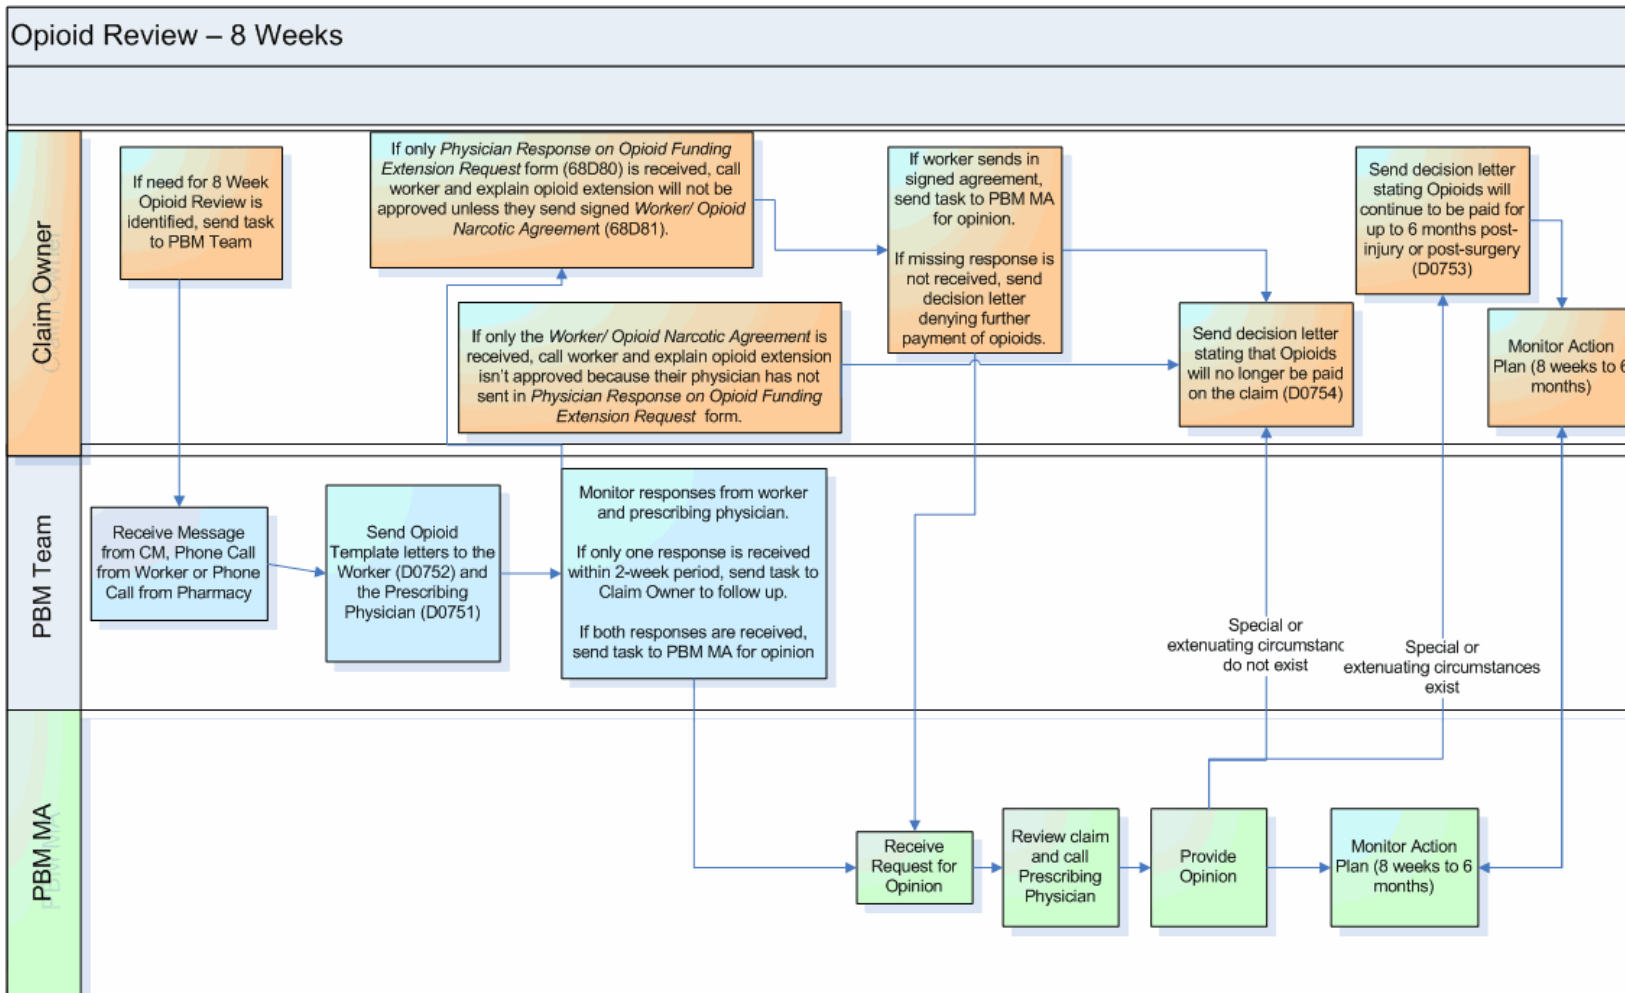 Opioid Review – 8 Weeks
Claim Owner
If need for 8 Week
Opioid Review is
identified, send task
to PBM Team
If only Physician Response on Opioid Funding
Extension Request form (68D80) is received, call
worker and explain opioid extension will not be
approved unless they send signed Worker/ Opioid
Narcotic Agreement (68D81).
If only the Worker/ Opioid Narcotic Agreement is
received, call worker and explain opioid extension
isn't approved because their physician has not
sent in Physician Response on Opioid Funding
Extension Request form.
If worker sends in
signed agreement,
send task to PBM MA
for opinion.
If missing response is
not received, send
decision letter
denying further
payment of opioids.
Send decision letter
stating that Opioids
will no longer be paid
on the claim (D0754)
Send decision letter
stating Opioids will
continue to be paid for
up to 6 months post-
injury or post-surgery
(D0753)
Monitor Action
Plan (8 weeks to 6
months)
PBM Team
Receive Message
from CM, Phone Call
from Worker or Phone
Call from Pharmacy
Send Opioid
Template letters to the
Worker (D0752) and
the Prescribing
Physician (D0751)
Monitor responses from worker
and prescribing physician.
If only one response is received
within 2-week period, send task to
Claim Owner to follow up.
If both responses are received,
send task to PBM MA for opinion
Special or
extenuating circumstanc
do not exist
Special or
extenuating circumstances
exist
PBM MA
Receive
Request for
Opinion
Review claim
and call
Prescribing
Physician
Provide
Opinion
Monitor Action
Plan (8 weeks to 6
months)